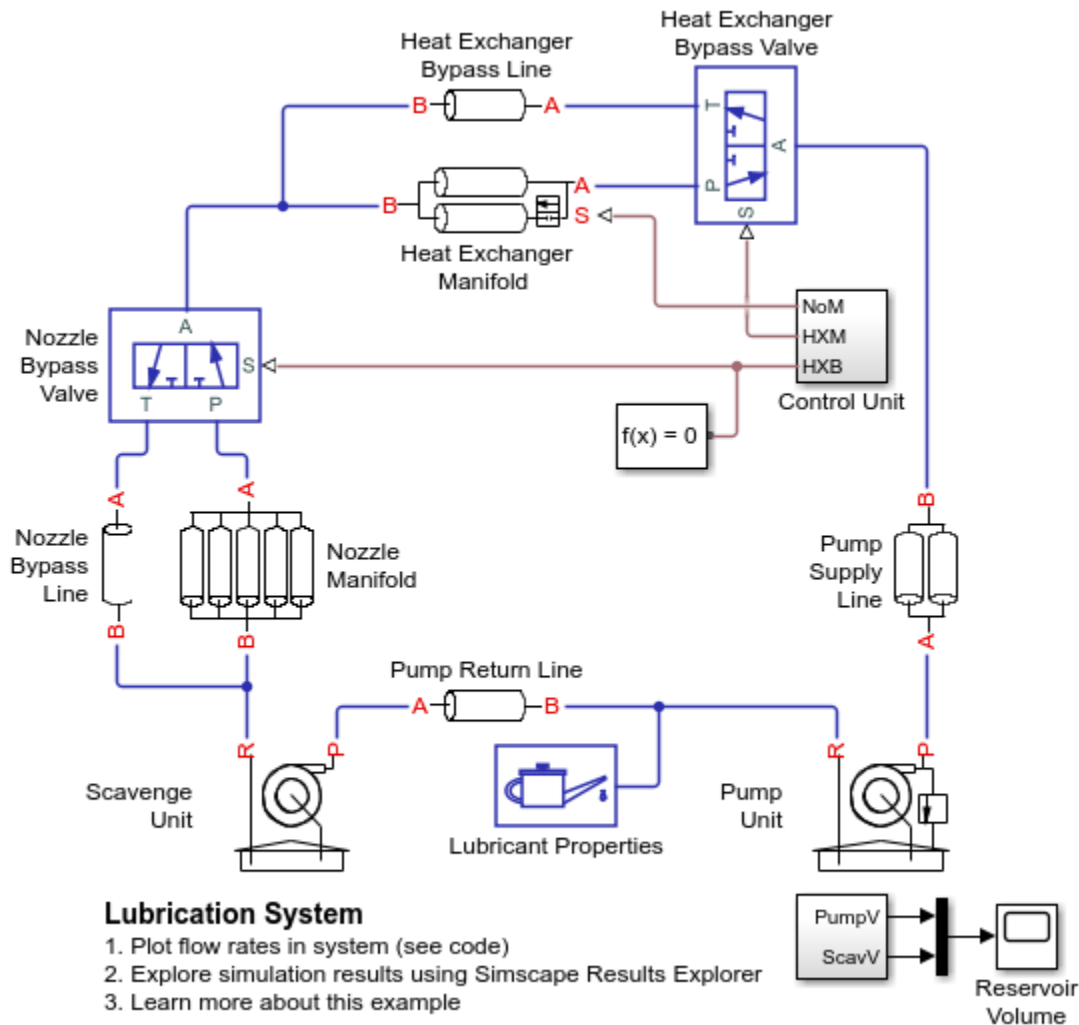 Heat Exchanger
Bypass Valve
Heat Exchanger
Bypass Line
B
A
T
A
P
S
B
A
S
Heat Exchanger
Manifold
NoM
HXM
HXB
Control Unit
Nozzle
Bypass
Valve
A
S
T
P
f(x) = 0
A
A
B
Nozzle
Bypass
Line
Nozzle
Manifold
Pump
Supply
Line
B
B
A
Pump Return Line
A
B
R
P
R
P
Scavenge
Unit
Lubricant Properties
Pump
Unit
Lubrication System
1. Plot flow rates in system (see code)
2. Explore simulation results using Simscape Results Explorer
3. Learn more about this example
PumpV
ScavV
Reservoir
Volume